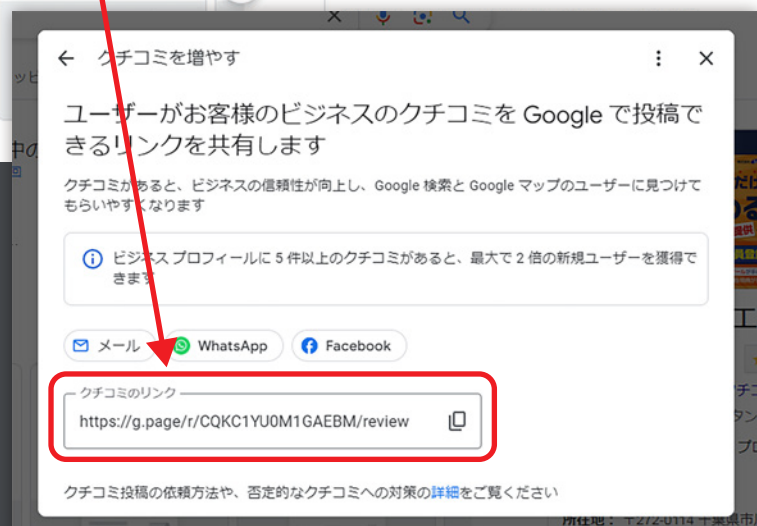 クチコミを増やす
ユーザーがお客様のビジネスのクチコミを Google で投稿で
きるリンクを共有します
クチコミがあると、ビジネスの信頼性が向上し、Google 検索と Google マップのユーザーに見つけて
もらいやすくなります
ビジネス プロフィールに 5 件以上のクチコミがあると、最大で 2 倍の新規ユーザーを獲得で
きます
メール
WhatsApp
Facebook
クチコミのリンク
https://g.page/r/CQKC1YU0M1GAEBM/review
クチコミ投稿の依頼方法や、否定的なクチコミへの対策の詳細をご覧ください
所在地： 〒272-0114 千葉県市